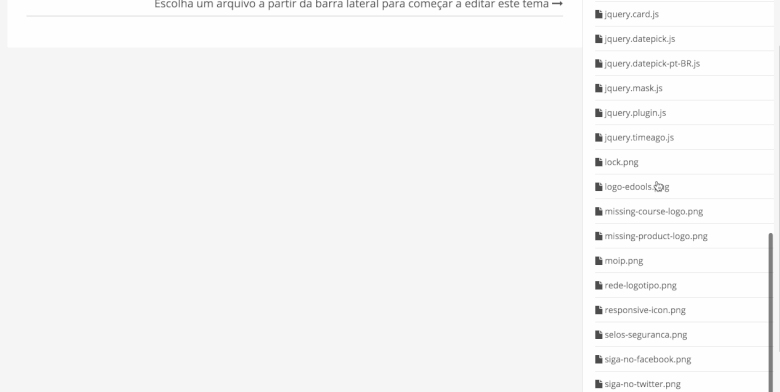 Escolha um arquivo a partir da barra lateral para começar a editar este tema →
jquery.card.js
jquery.datepick.js
jquery.datepick-pt-BR.js
jquery.mask.js
jquery.plugin.js
jquery.timeago.js
lock.png
logo-edools.png
missing-course-logo.png
missing-product-logo.png
moip.png
rede-logotipo.png
responsive-icon.png
selos-seguranca.png
siga-no-facebook.png
siga-no-twitter.png